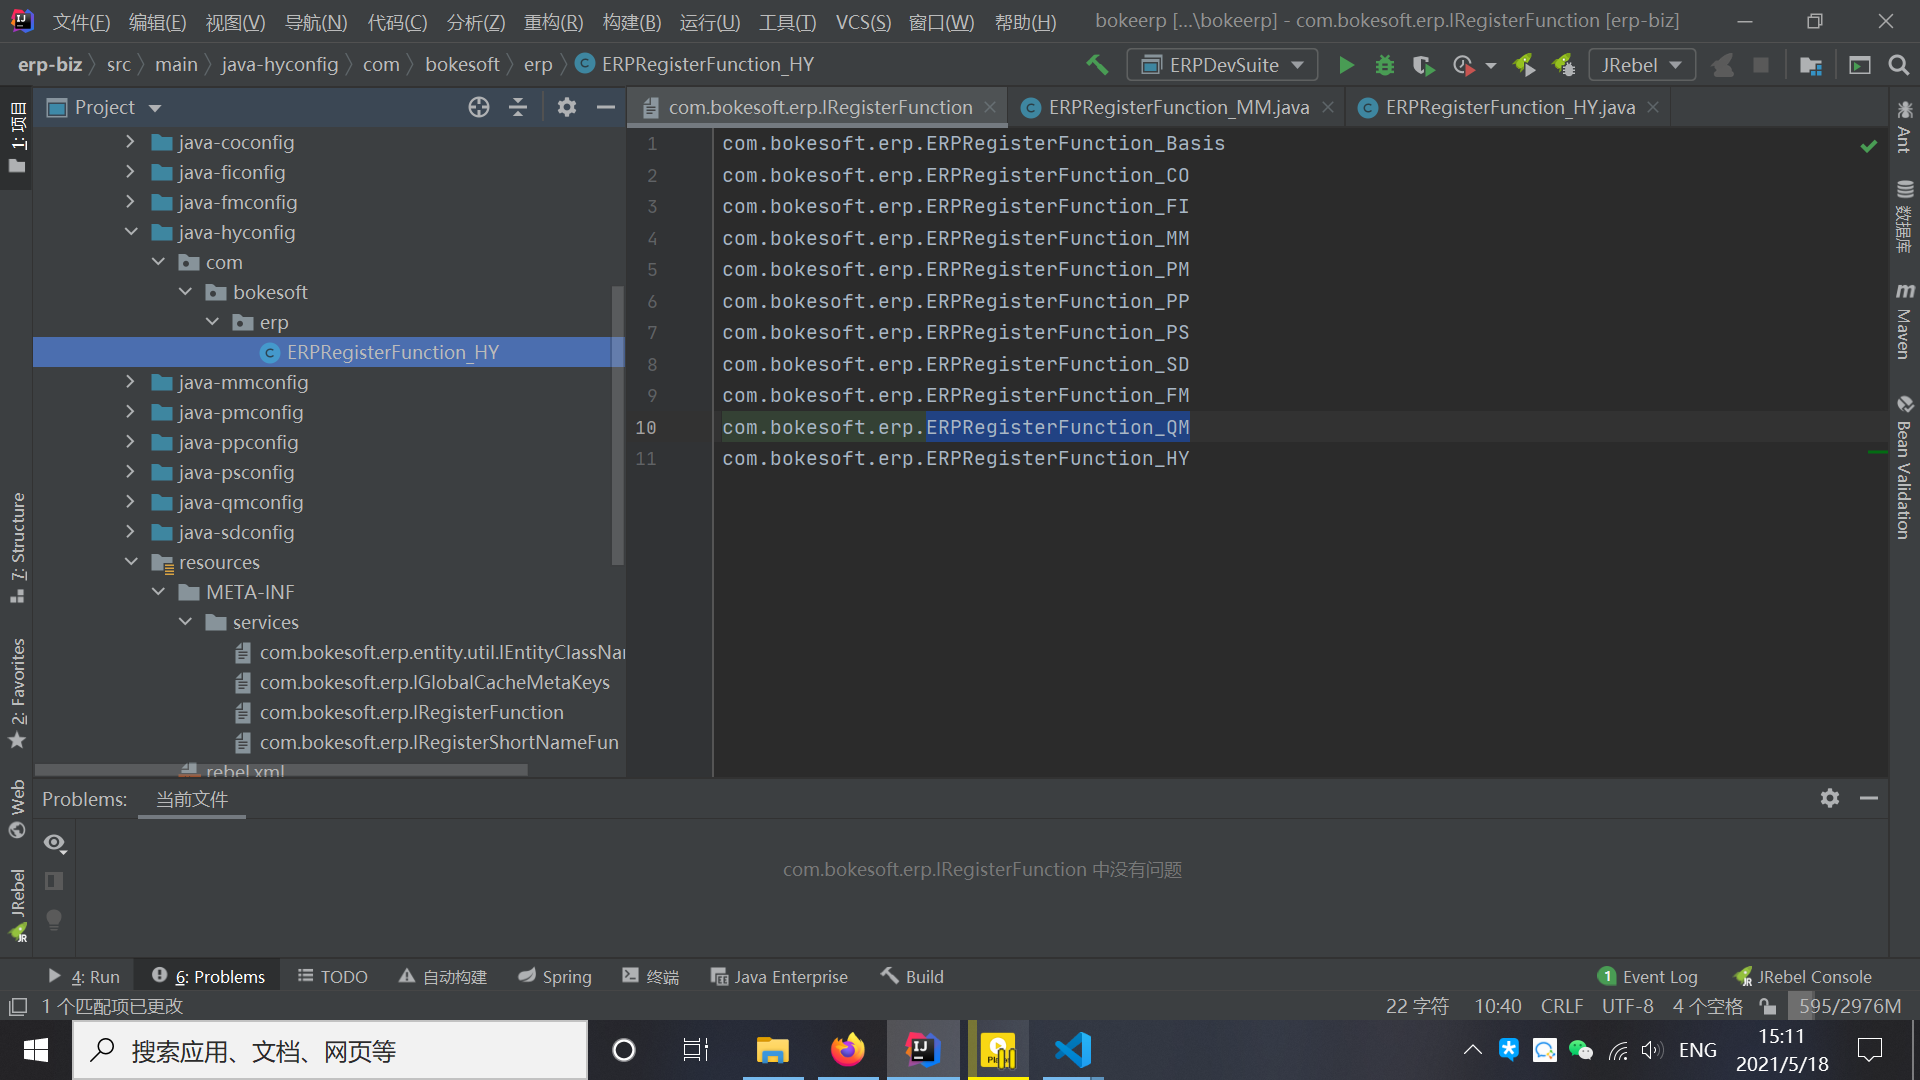 文件(F) 编辑(E) 视图(V) 导航(N) 代码(C) 分析(Z) 重构(R) 构建(B) 运行(U) 工具(T) VCS(S) 窗口(W) 帮助(H) bokeerp [...\bokeerp] - com.bokesoft.erp.IRegisterFunction [erp-biz]
erp-biz src main java-hyconfig com bokesoft erp ERPRegisterFunction_HY ERPDevSuite JRebel
Project
com.bokesoft.erp.IRegisterFunction ERPRegisterFunction_MM.java ERPRegisterFunction_HY.java
java-coconfig
java-ficonfig
java-fmconfig
java-hyconfig
com
bokesoft
erp
ERPRegisterFunction_HY
java-mmconfig
java-pmconfig
java-ppconfig
java-psconfig
java-qmconfig
java-sdconfig
resources
META-INF
services
com.bokesoft.erp.entity.util.IEntityClassNar
com.bokesoft.erp.IGlobalCacheMetaKeys
com.bokesoft.erp.IRegisterFunction
com.bokesoft.erp.IRegisterShortNameFun
rebel.xml
1 com.bokesoft.erp.ERPRegisterFunction_Basis
2 com.bokesoft.erp.ERPRegisterFunction_CO
3 com.bokesoft.erp.ERPRegisterFunction_FI
4 com.bokesoft.erp.ERPRegisterFunction_MM
5 com.bokesoft.erp.ERPRegisterFunction_PM
6 com.bokesoft.erp.ERPRegisterFunction_PP
7 com.bokesoft.erp.ERPRegisterFunction_PS
8 com.bokesoft.erp.ERPRegisterFunction_SD
9 com.bokesoft.erp.ERPRegisterFunction_FM
10 com.bokesoft.erp.ERPRegisterFunction_QM
11 com.bokesoft.erp.ERPRegisterFunction_HY
1: 项目
7: Structure
2: Favorites
Web
JRebel
Ant
数据库
Maven
Bean Validation
Problems: 当前文件
com.bokesoft.erp.IRegisterFunction 中没有问题
4: Run 6: Problems TODO 自动构建 Spring 终端 Java Enterprise Build 1 Event Log JRebel Console
1 个匹配项已更改 22 字符 10:40 CRLF UTF-8 4 个空格 595/2976M
搜索应用、文档、网页等
ENG
15:11
2021/5/18